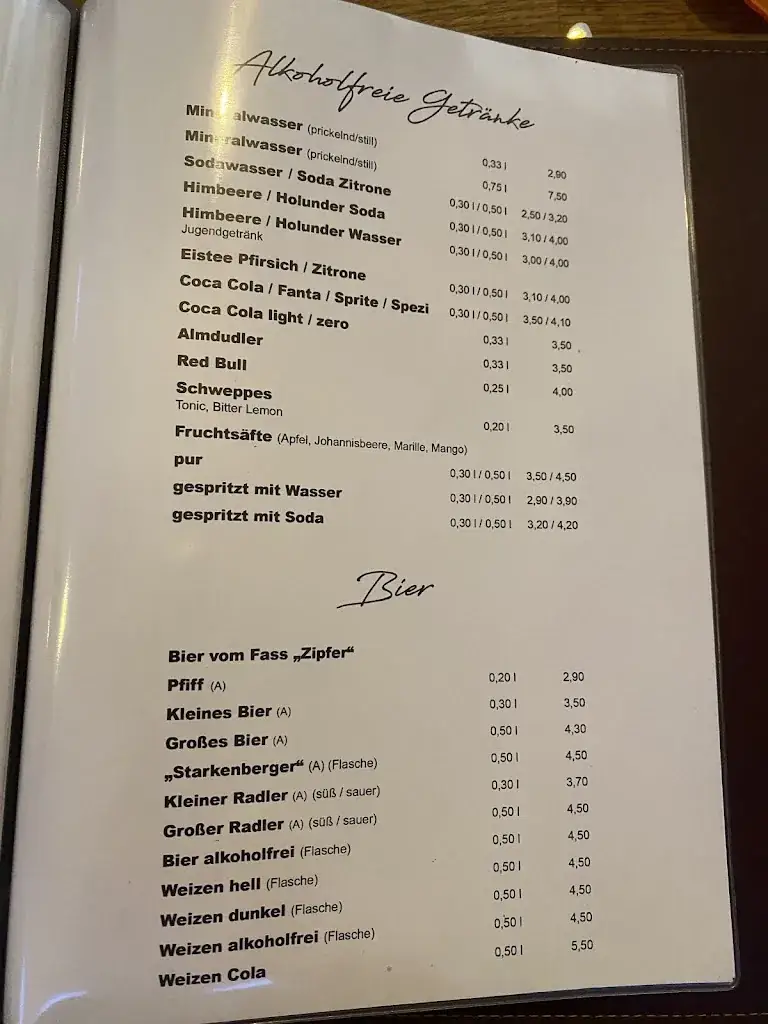 Alkoholfreie Getränke
Mineralwasser (prickelnd/still) 0,33 l 2,90
Mineralwasser (prickelnd/still) 0,75 l 7,50
Sodawasser / Soda Zitrone 0,30 l / 0,50 l 2,50 / 3,20
Himbeere / Holunder Soda 0,30 l / 0,50 l 3,10 / 4,00
Himbeere / Holunder Wasser 0,30 l / 0,50 l 3,00 / 4,00
Jugendgetränk
Eistee Pfirsich / Zitrone 0,30 l / 0,50 l 3,10 / 4,00
Coca Cola / Fanta / Sprite / Spezi 0,30 l / 0,50 l 3,50 / 4,10
Coca Cola light / zero 0,33 l 3,50
Almdudler 0,33 l 3,50
Red Bull 0,25 l 4,00
Schweppes
Tonic, Bitter Lemon 0,20 l 3,50
Fruchtsäfte (Apfel, Johannisbeere, Marille, Mango)
pur 0,30 l / 0,50 l 3,50 / 4,50
gespritzt mit Wasser 0,30 l / 0,50 l 2,90 / 3,90
gespritzt mit Soda 0,30 l / 0,50 l 3,20 / 4,20
Bier
Bier vom Fass „Zipfer“
Pfiff (A) 0,20 l 2,90
Kleines Bier (A) 0,30 l 3,50
Großes Bier (A) 0,50 l 4,30
„Starkenberger“ (A) (Flasche) 0,50 l 4,50
Kleiner Radler (A) (süß / sauer) 0,30 l 3,70
Großer Radler (A) (süß / sauer) 0,50 l 4,50
Bier alkoholfrei (Flasche) 0,50 l 4,50
Weizen hell (Flasche) 0,50 l 4,50
Weizen dunkel (Flasche) 0,50 l 4,50
Weizen alkoholfrei (Flasche) 0,50 l 4,50
Weizen Cola 0,50 l 5,50